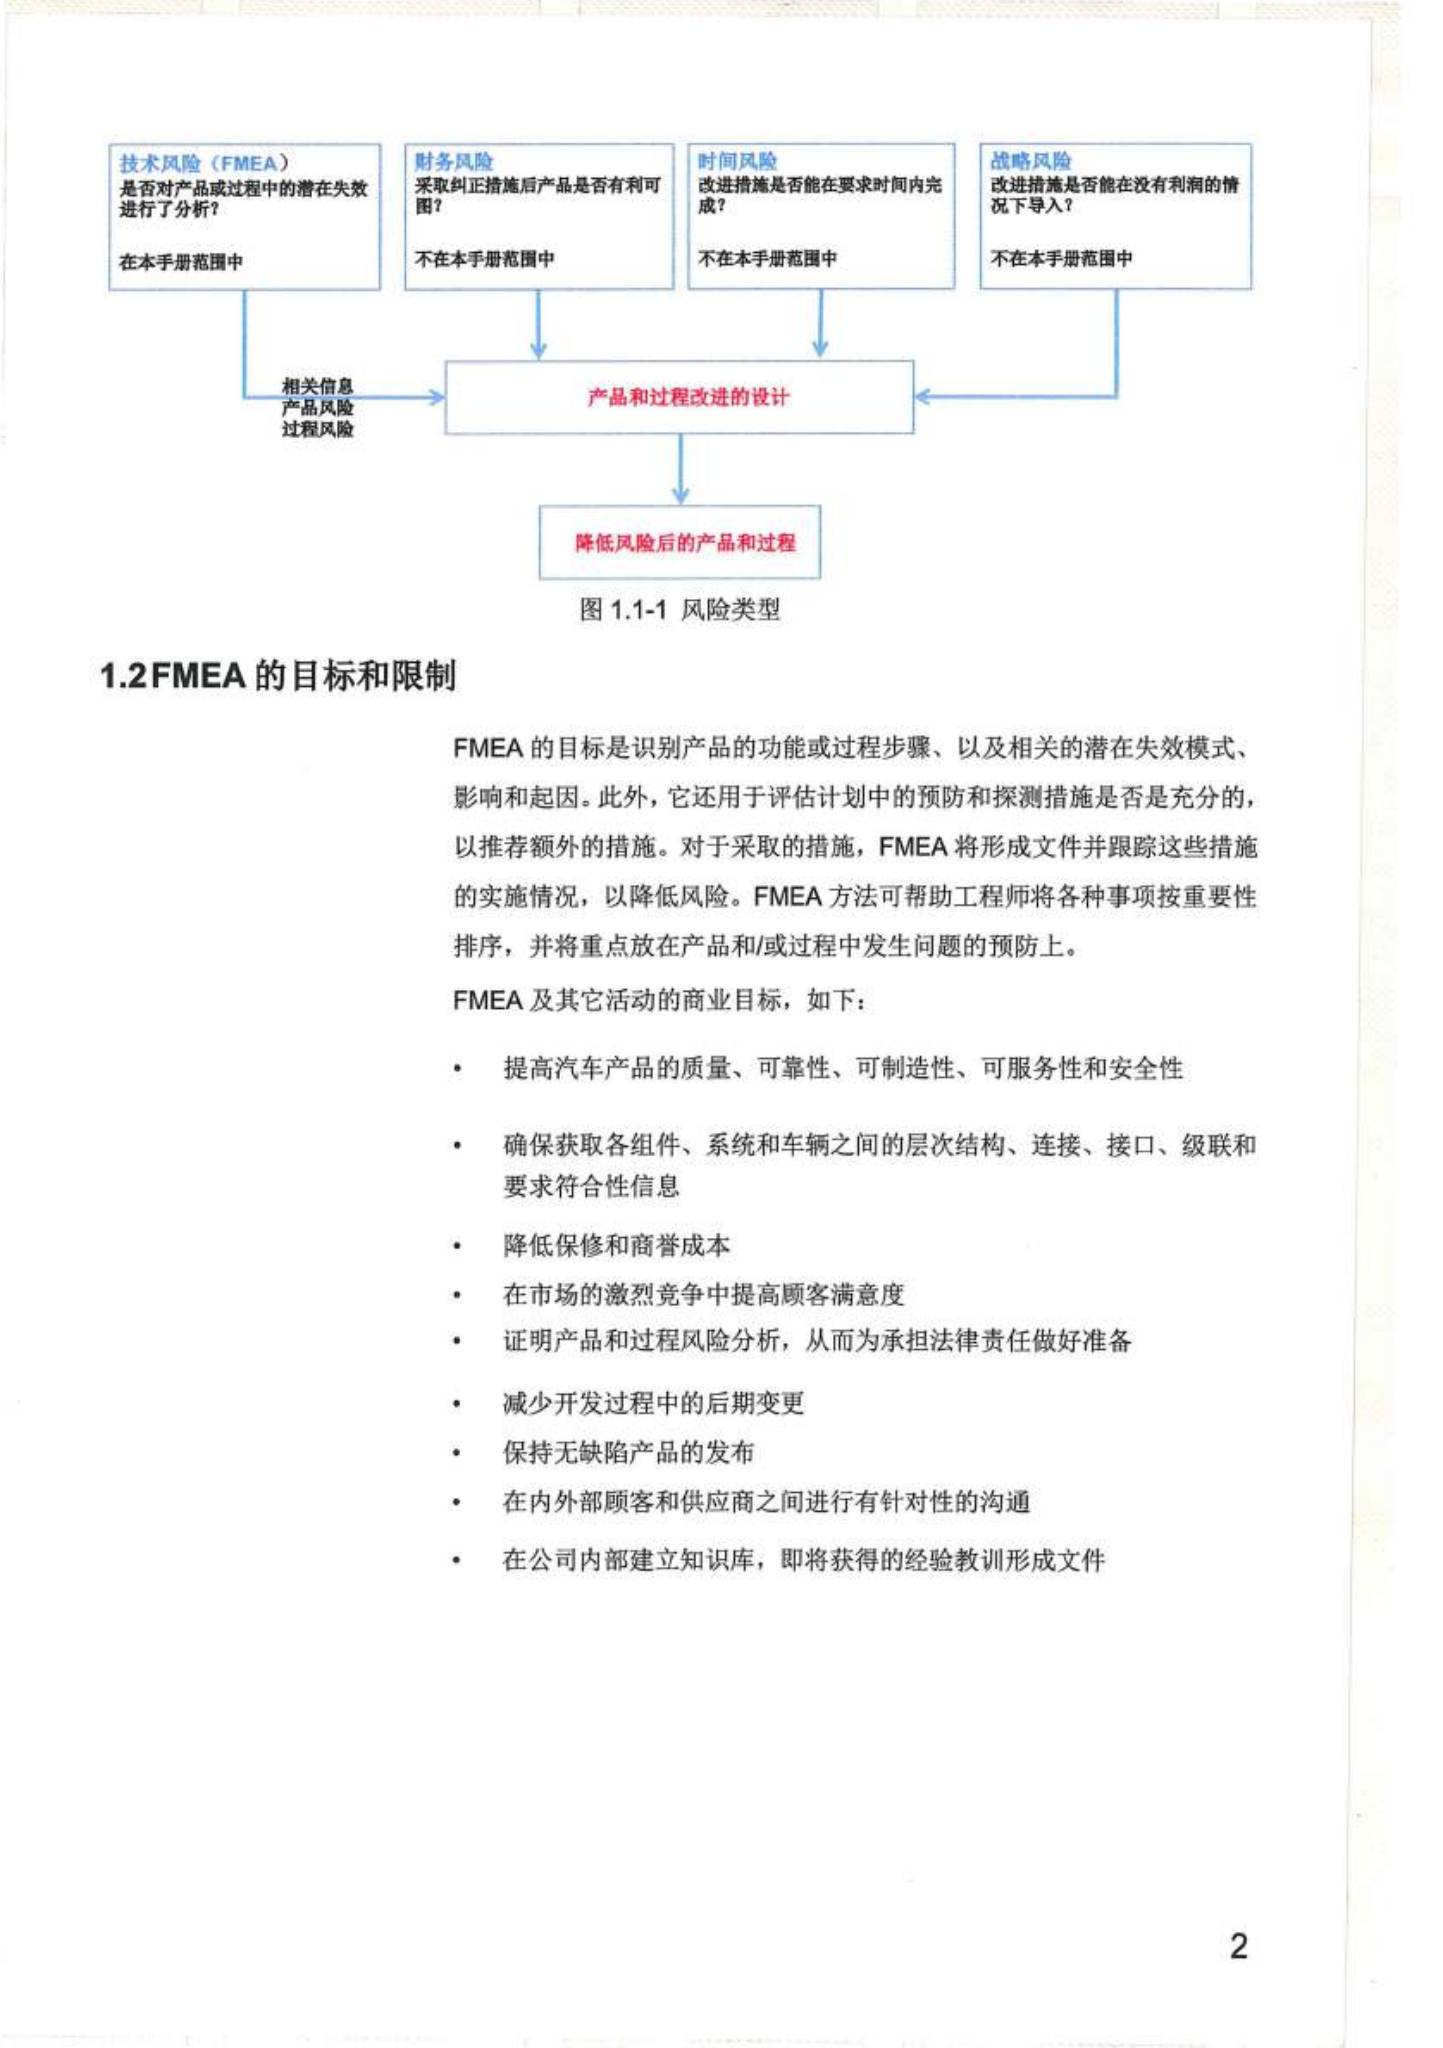 技术风险（FMEA）
是否对产品或过程中的潜在失效
进行了分析？
在本手册范围中
财务风险
采取纠正措施后产品是否有利可
图？
不在本手册范围中
时间风险
改进措施是否能在要求时间内完
成？
不在本手册范围中
战略风险
改进措施是否能在没有利润的情
况下导入？
不在本手册范围中
相关信息
产品风险
过程风险
产品和过程改进的设计
降低风险后的产品和过程
图 1.1-1 风险类型
1.2 FMEA 的目标和限制
FMEA 的目标是识别产品的功能或过程步骤、以及相关的潜在失效模式、
影响和起因。此外，它还用于评估计划中的预防和探测措施是否是充分的，
以推荐额外的措施。对于采取的措施，FMEA 将形成文件并跟踪这些措施
的实施情况，以降低风险。FMEA 方法可帮助工程师将各种事项按重要性
排序，并将重点放在产品和/或过程中发生问题的预防上。
FMEA 及其它活动的商业目标，如下：
• 提高汽车产品的质量、可靠性、可制造性、可服务性和安全性
• 确保获取各组件、系统和车辆之间的层次结构、连接、接口、级联和
要求符合性信息
• 降低保修和商誉成本
• 在市场的激烈竞争中提高顾客满意度
• 证明产品和过程风险分析，从而为承担法律责任做好准备
• 减少开发过程中的后期变更
• 保持无缺陷产品的发布
• 在内外部顾客和供应商之间进行有针对性的沟通
• 在公司内部建立知识库，即将获得的经验教训形成文件
2